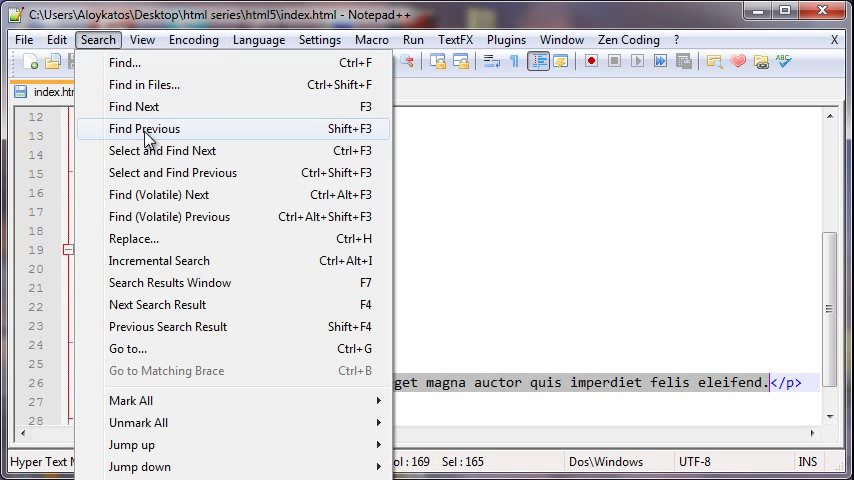 C:\Users\Aloykatos\Desktop\html series\html5\index.html - Notepad++
File Edit Search View Encoding Language Settings Macro Run TextFX Plugins Window Zen Coding ? X
index.htm
Find... Ctrl+F
Find in Files... Ctrl+Shift+F
Find Next F3
Find Previous Shift+F3
Select and Find Next Ctrl+F3
Select and Find Previous Ctrl+Shift+F3
Find (Volatile) Next Ctrl+Alt+F3
Find (Volatile) Previous Ctrl+Alt+Shift+F3
Replace... Ctrl+H
Incremental Search Ctrl+Alt+I
Search Results Window F7
Next Search Result F4
Previous Search Result Shift+F4
Go to... Ctrl+G
Go to Matching Brace Ctrl+B
Mark All
Unmark All
Jump up
Jump down
12
13
14
15
16
17
18
19
20
21
22
23
24
25
26 get magna auctor quis imperdiet felis eleifend.</p>
27
28
Hyper Text M ol : 169 Sel : 165 Dos\Windows UTF-8 INS